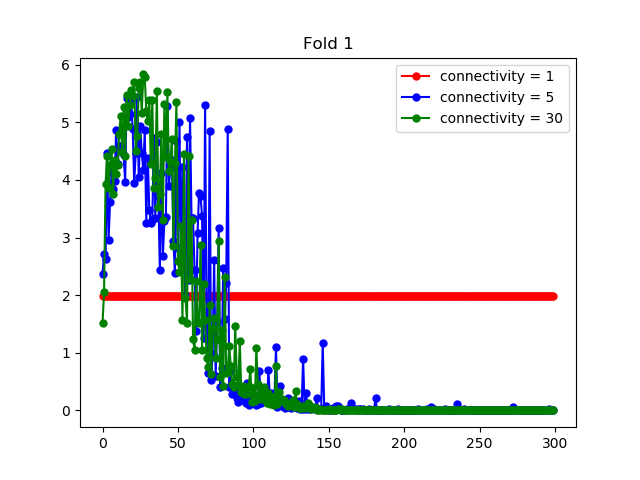 Fold 1
connectivity = 1
connectivity = 5
connectivity = 30
6
5
4
3
2
1
0
0 50 100 150 200 250 300